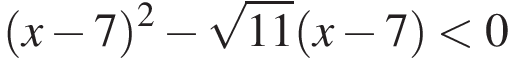 (x − 7)² − √11(x − 7) < 0